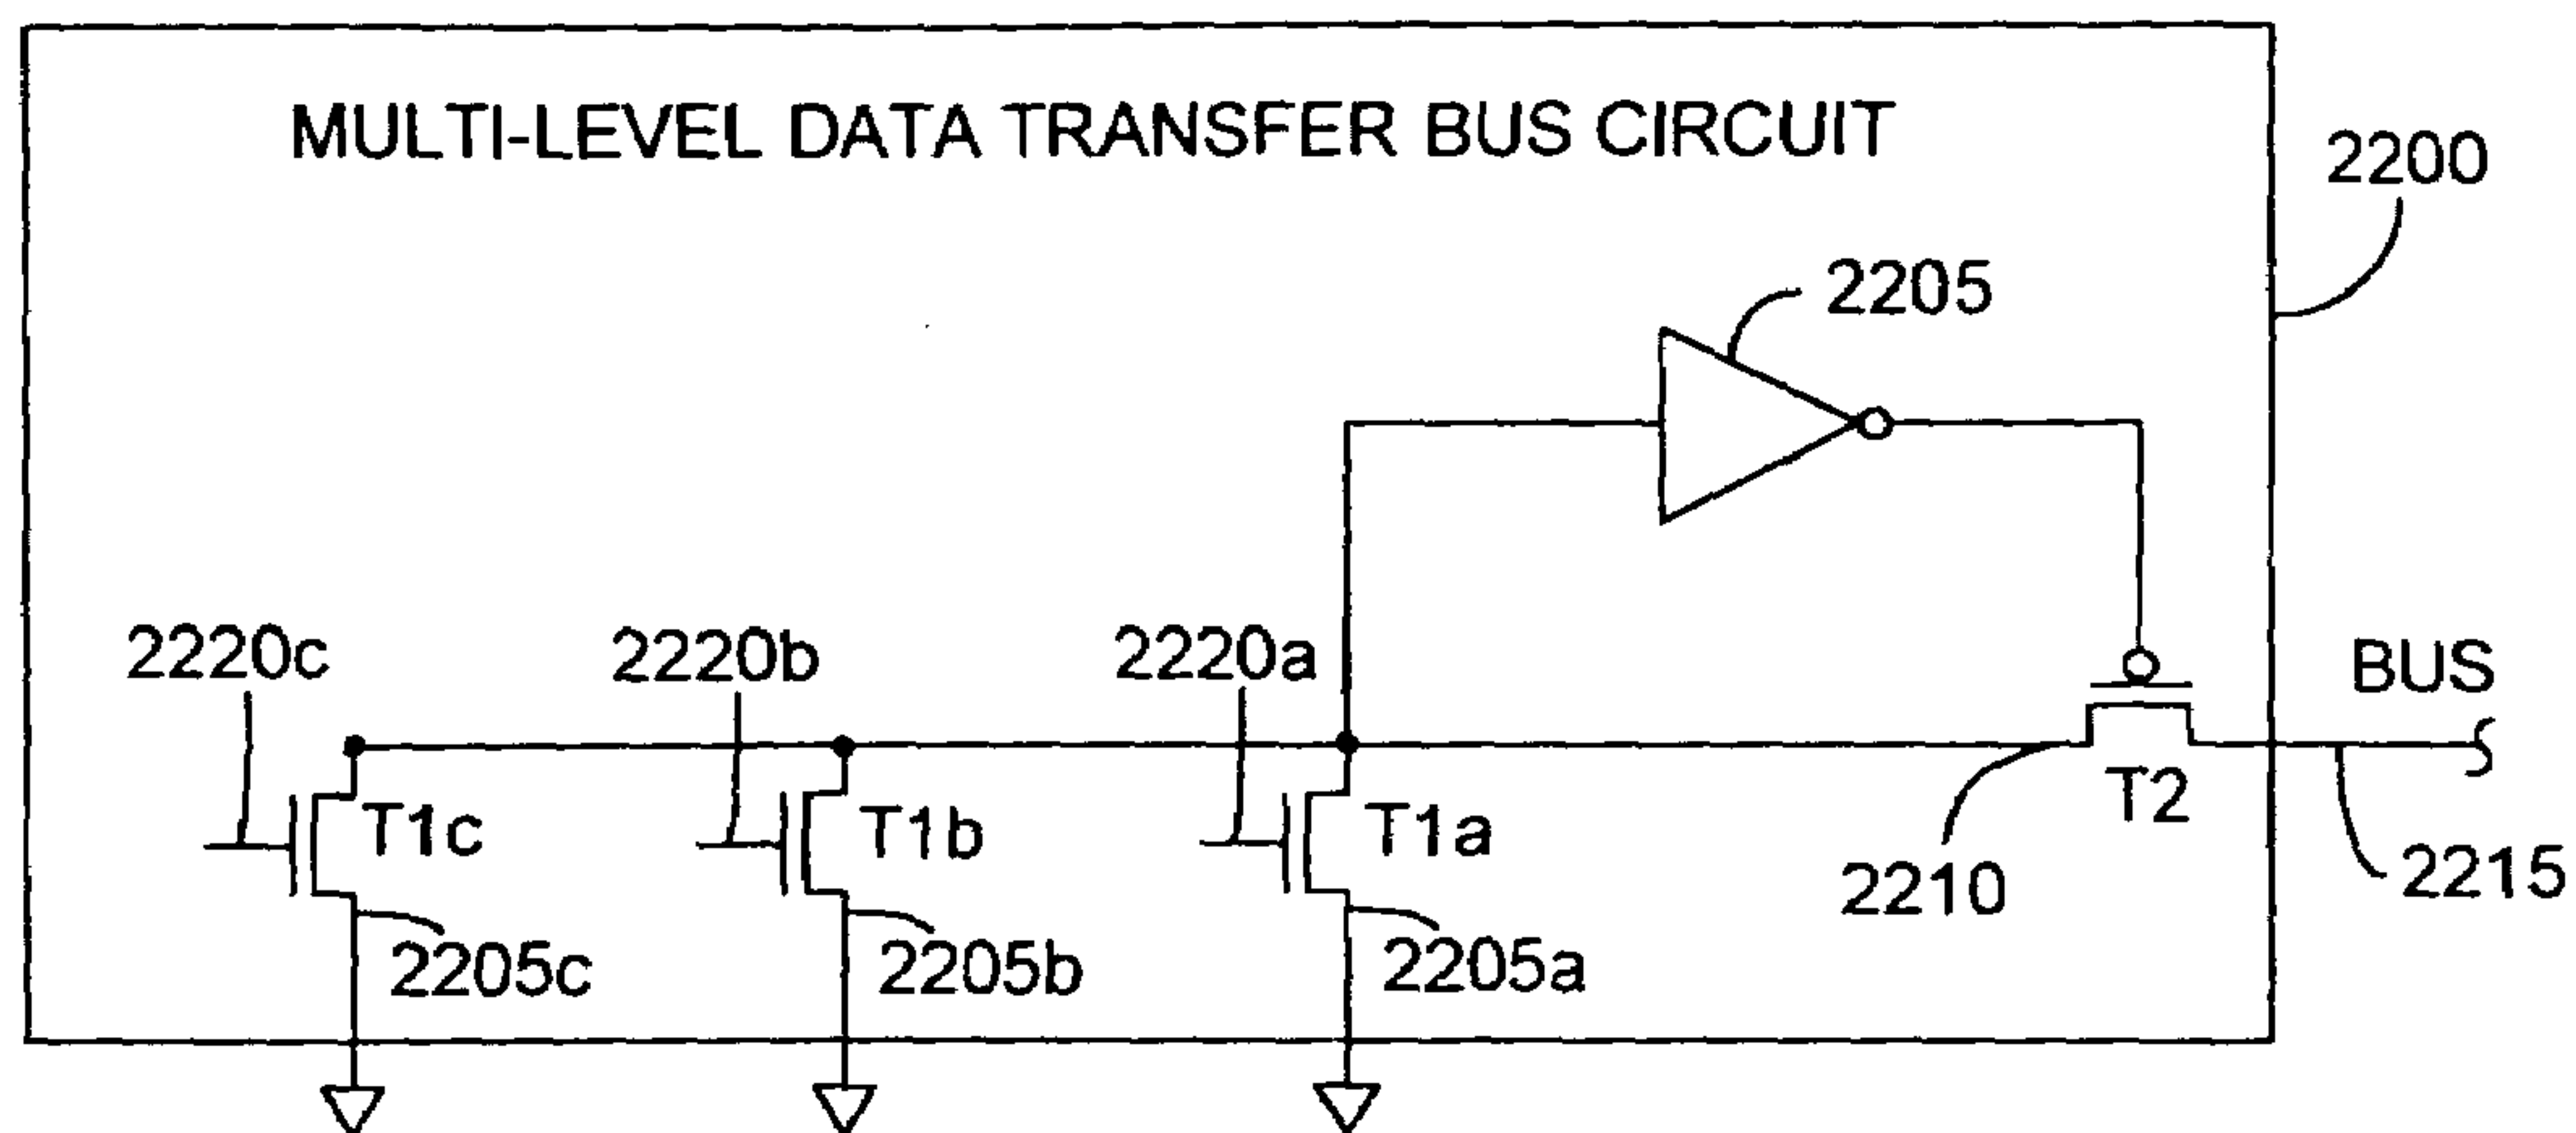 MULTI-LEVEL DATA TRANSFER BUS CIRCUIT
2200
2205
2220c
2220b
2220a
BUS
T1c
T1b
T1a
T2
2210
2215
2205c
2205b
2205a